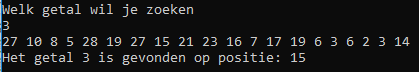 Welk getal wil je zoeken
3
27 10 8 5 28 19 27 15 21 23 16 7 17 19 6 3 6 2 3 14
Het getal 3 is gevonden op positie: 15